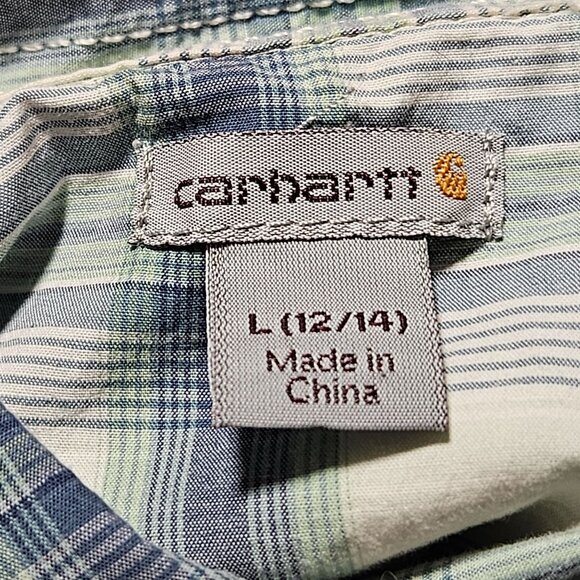 carhartt
L (12/14)
Made in
China